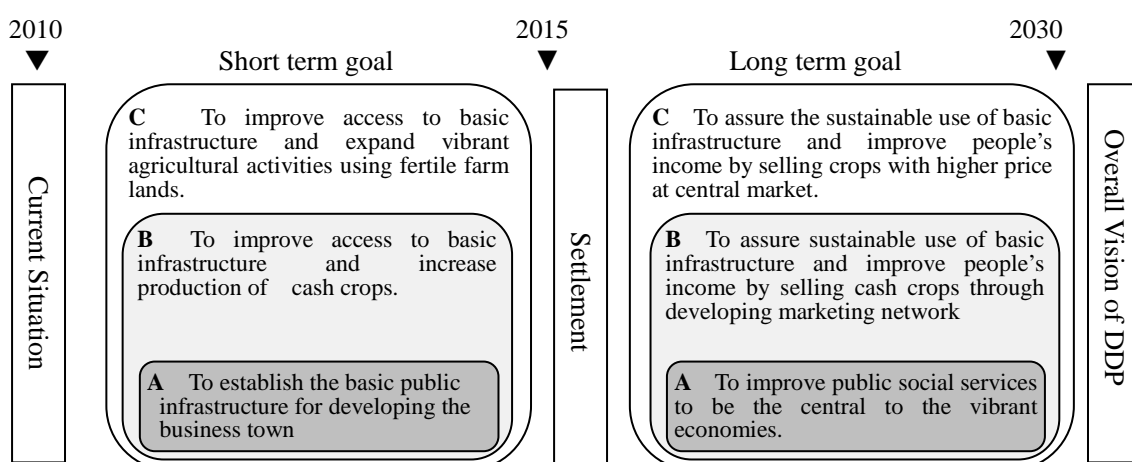 2010
2015
2030
Short term goal
Long term goal
Current Situation
C To improve access to basic
infrastructure and expand vibrant
agricultural activities using fertile farm
lands.
B To improve access to basic
infrastructure and increase
production of cash crops.
A To establish the basic public
infrastructure for developing the
business town
Settlement
C To assure the sustainable use of basic
infrastructure and improve people's
income by selling crops with higher price
at central market.
B To assure sustainable use of basic
infrastructure and improve people's
income by selling cash crops through
developing marketing network
A To improve public social services
to be the central to the vibrant
economies.
Overall Vision of DDP